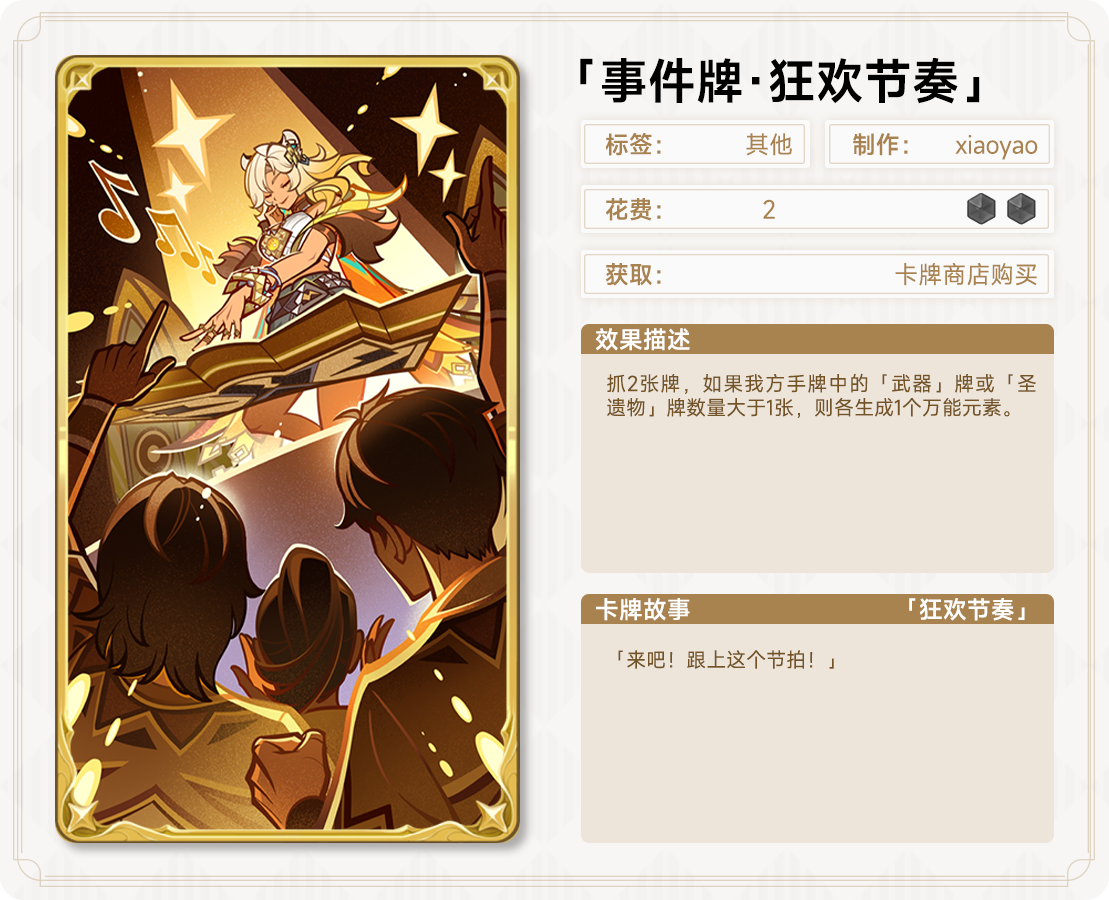 「事件牌·狂欢节奏」
标签： 其他 制作： xiaoyao
花费： 2
获取： 卡牌商店购买
效果描述
抓2张牌，如果我方手牌中的「武器」牌或「圣
遗物」牌数量大于1张，则各生成1个万能元素。
卡牌故事 「狂欢节奏」
「来吧！跟上这个节拍！」